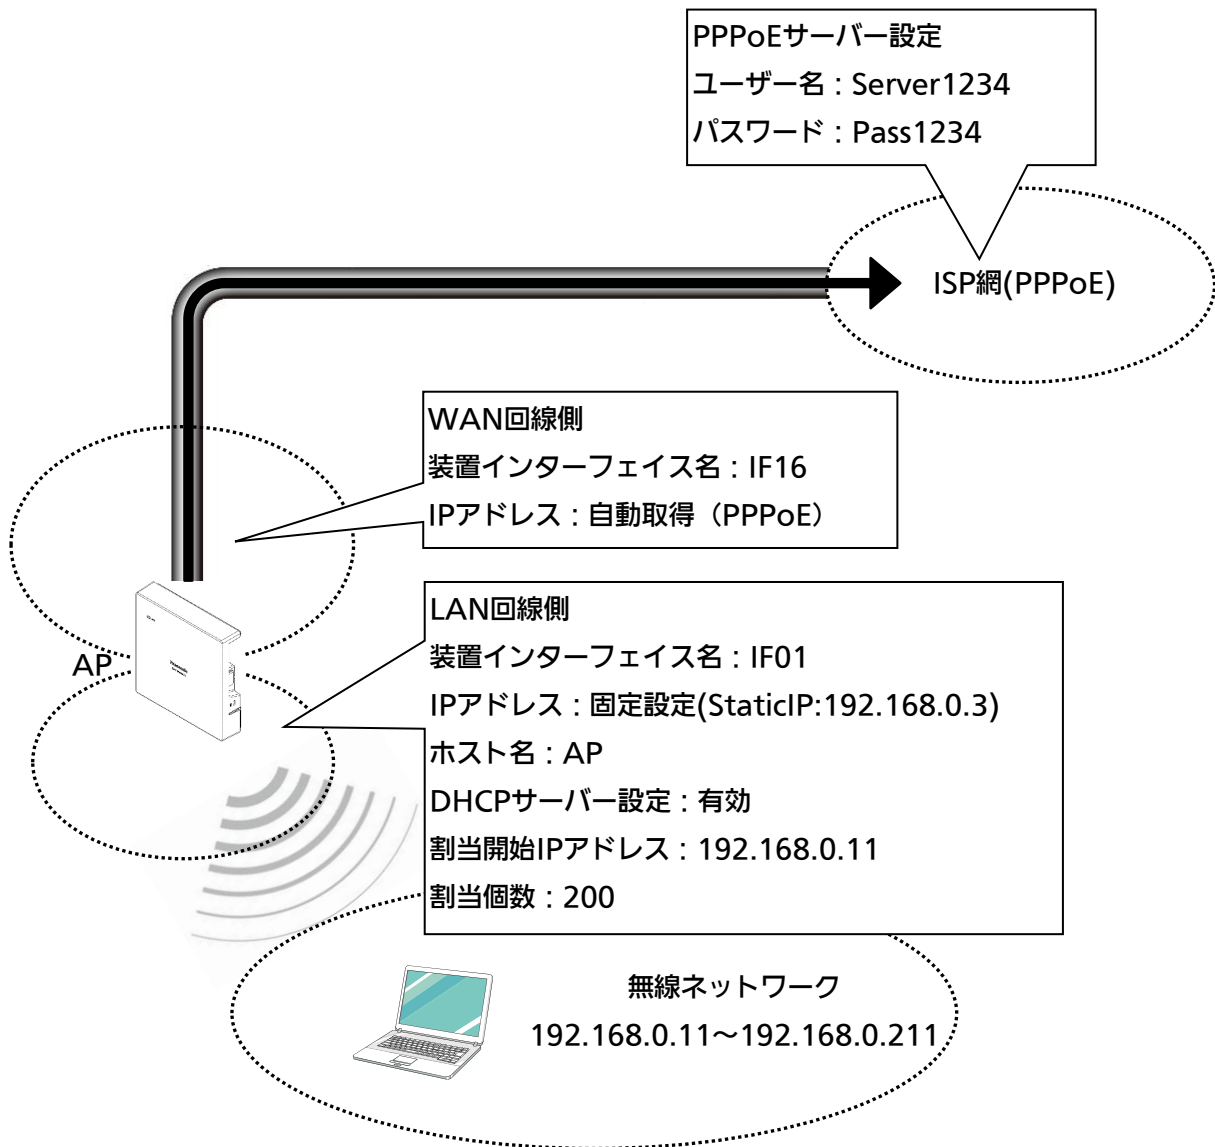 PPPoEサーバー設定
ユーザー名：Server1234
パスワード：Pass1234
ISP網(PPPoE)
WAN回線側
装置インターフェイス名：IF16
IPアドレス：自動取得（PPPoE）
LAN回線側
装置インターフェイス名：IF01
IPアドレス：固定設定(StaticIP:192.168.0.3)
ホスト名：AP
DHCPサーバー設定：有効
割当開始IPアドレス：192.168.0.11
割当個数：200
AP
無線ネットワーク
192.168.0.11～192.168.0.211